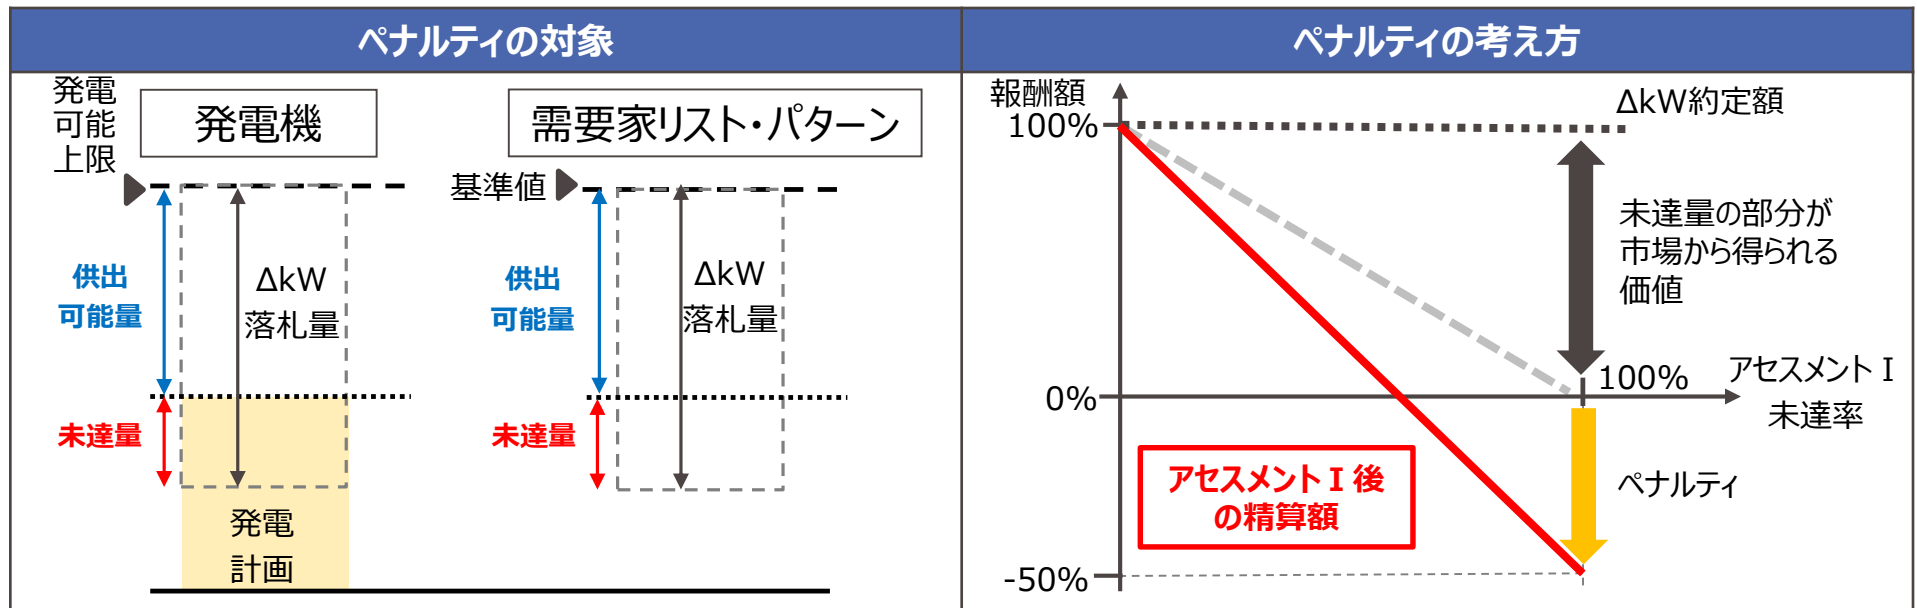 ペナルティの対象
発電
可能
上限
発電機
需要家リスト・パターン
基準値
供出
可能量
ΔkW
落札量
未達量
発電
計画
供出
可能量
ΔkW
落札量
未達量
ペナルティの考え方
報酬額
100%
ΔkW約定額
未達量の部分が
市場から得られる
価値
0%
100%
アセスメントⅠ
未達率
アセスメントⅠ後
の精算額
ペナルティ
-50%